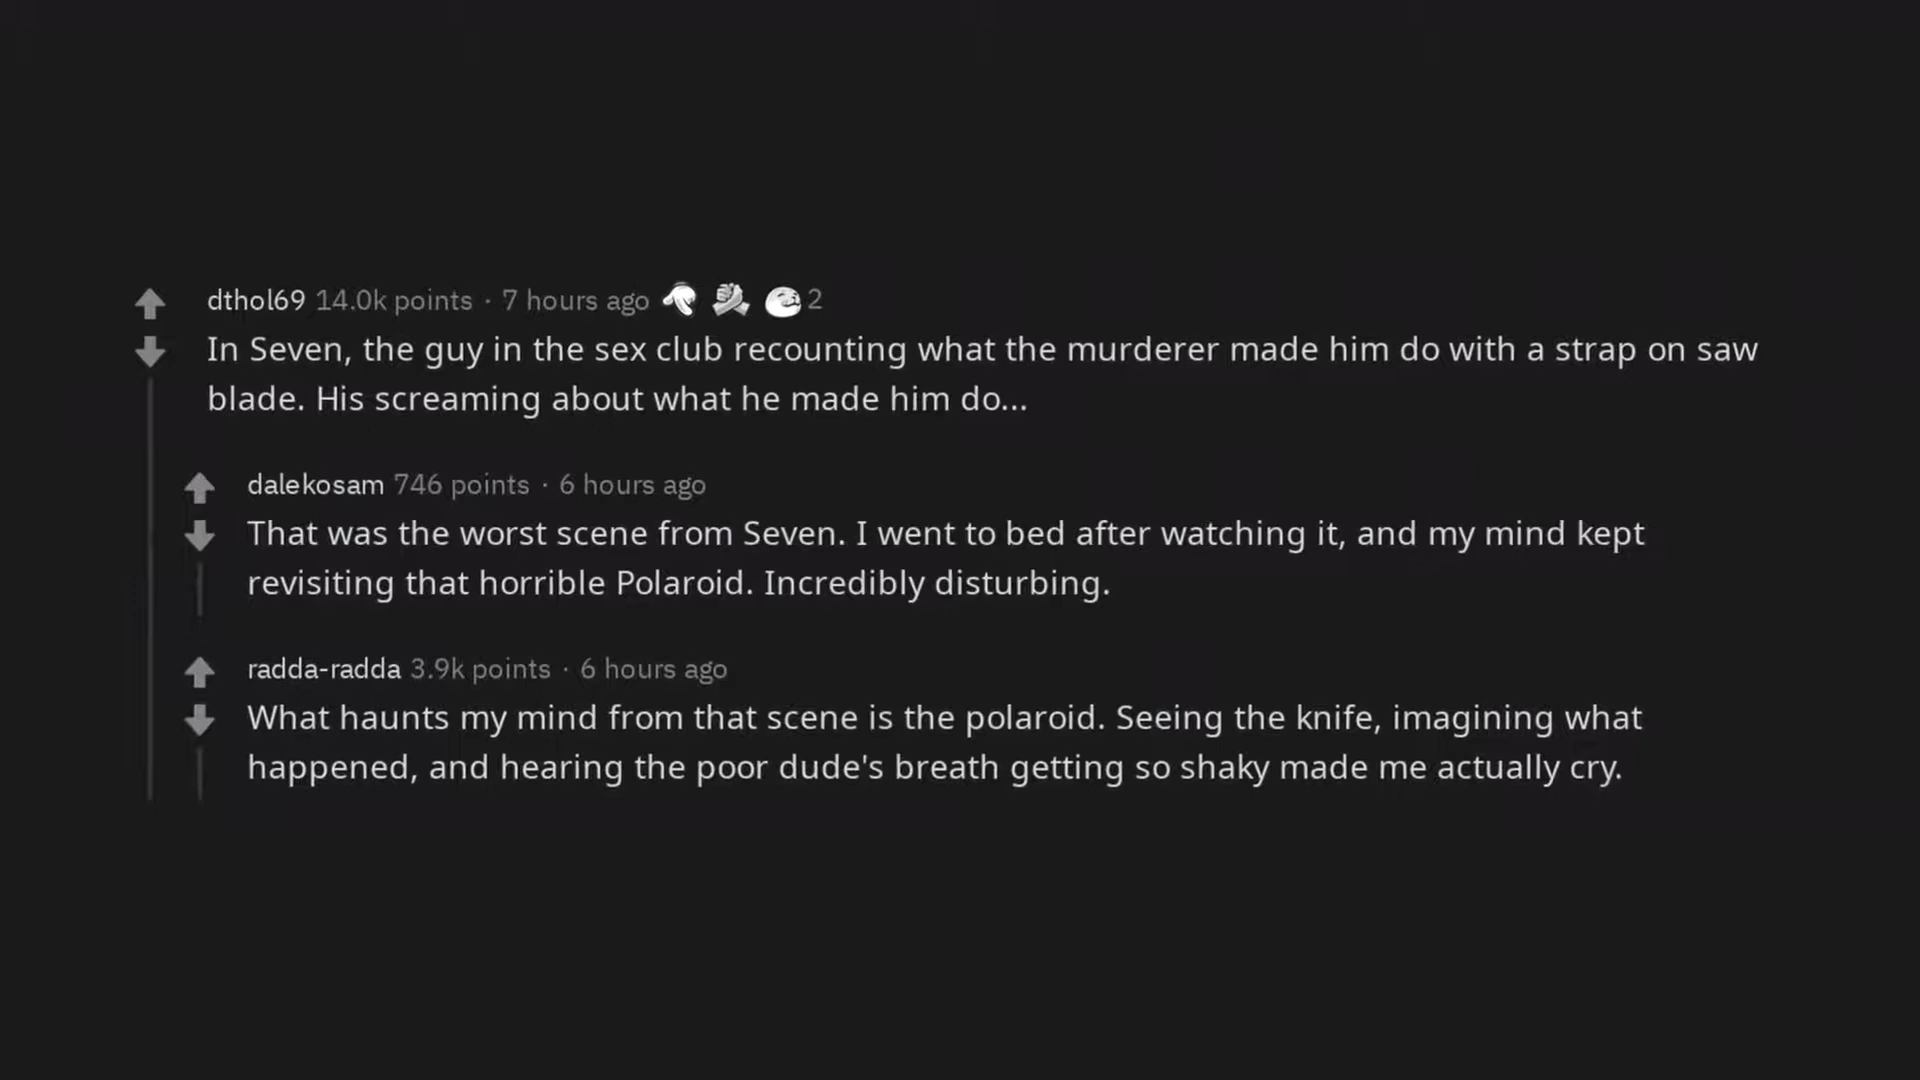 dthol69 14.0k points · 7 hours ago 2
In Seven, the guy in the sex club recounting what the murderer made him do with a strap on saw
blade. His screaming about what he made him do...
dalekosam 746 points · 6 hours ago
That was the worst scene from Seven. I went to bed after watching it, and my mind kept
revisiting that horrible Polaroid. Incredibly disturbing.
radda-radda 3.9k points · 6 hours ago
What haunts my mind from that scene is the polaroid. Seeing the knife, imagining what
happened, and hearing the poor dude's breath getting so shaky made me actually cry.